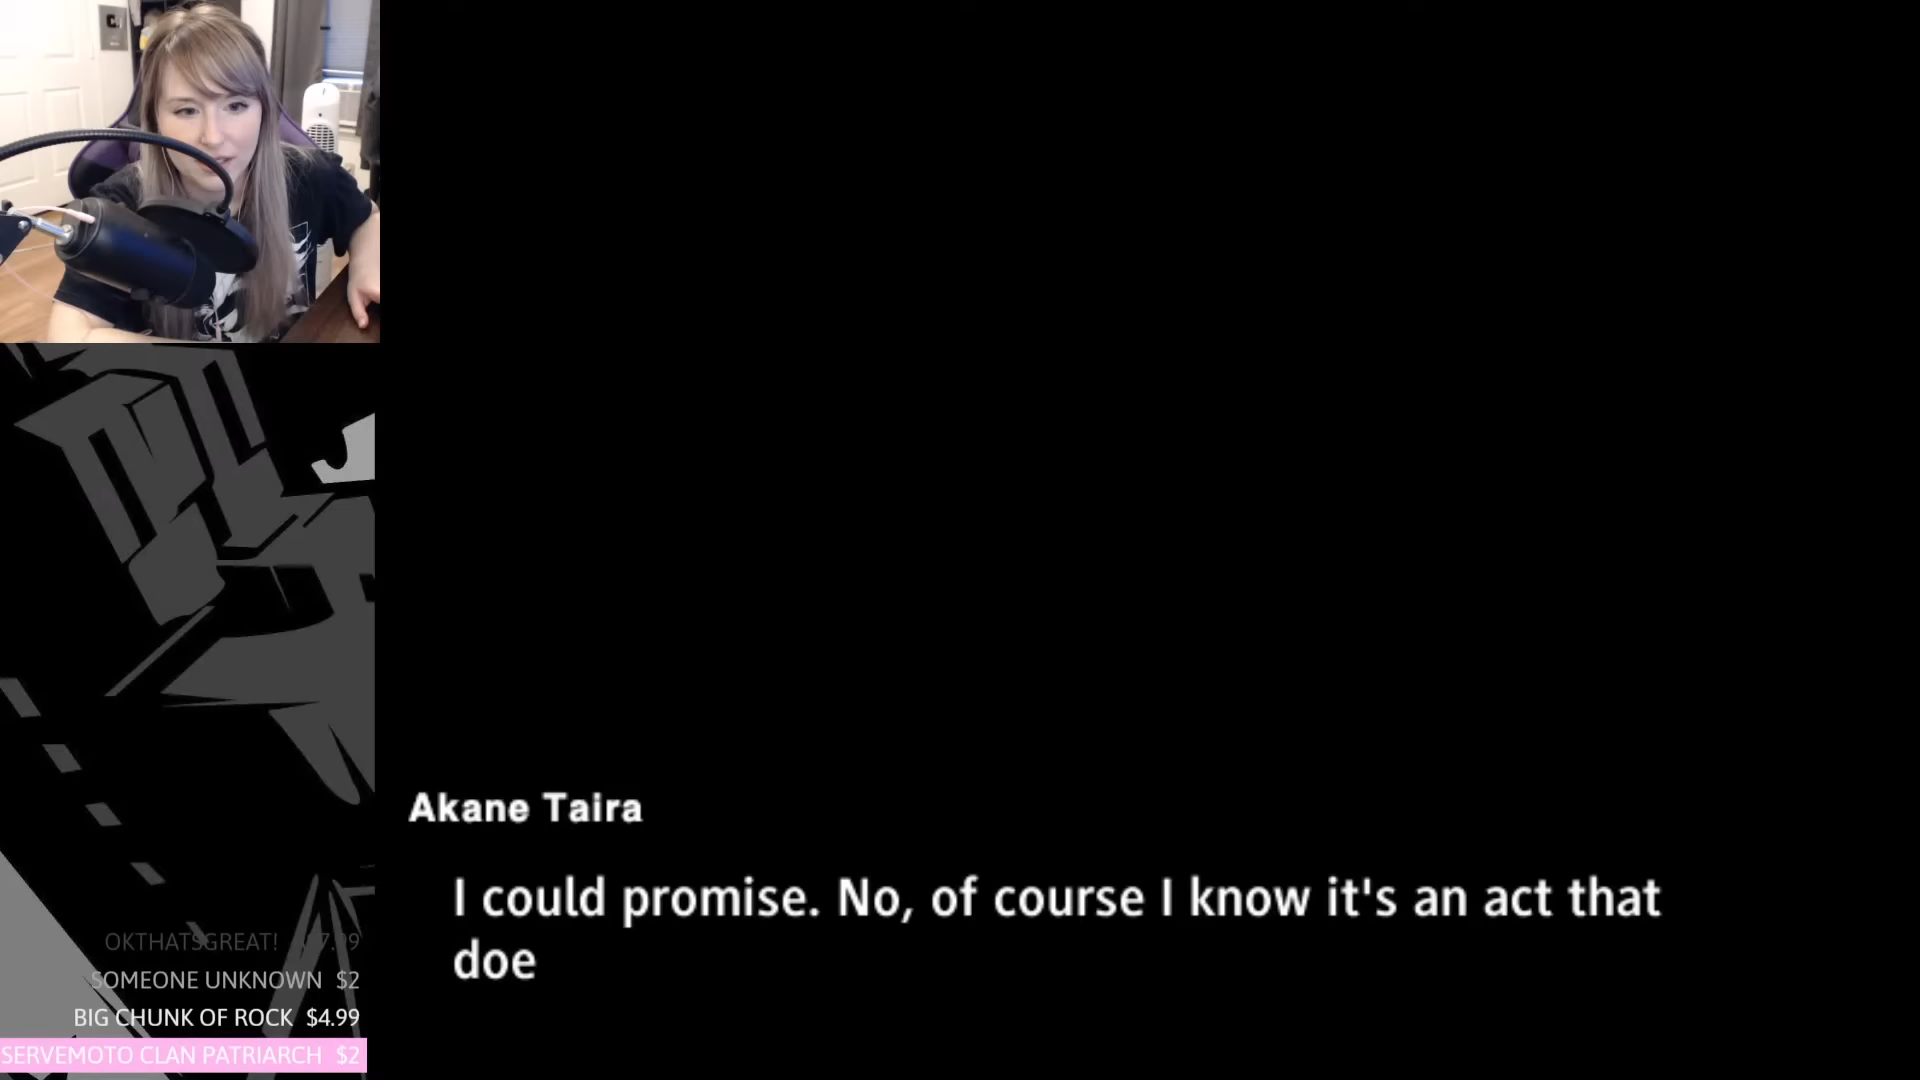 Akane Taira
I could promise. No, of course I know it's an act that
doe
OKTHATSGREAT!
SOMEONE UNKNOWN $2
BIG CHUNK OF ROCK $4.99
SERVEMOTO CLAN PATRIARCH $2